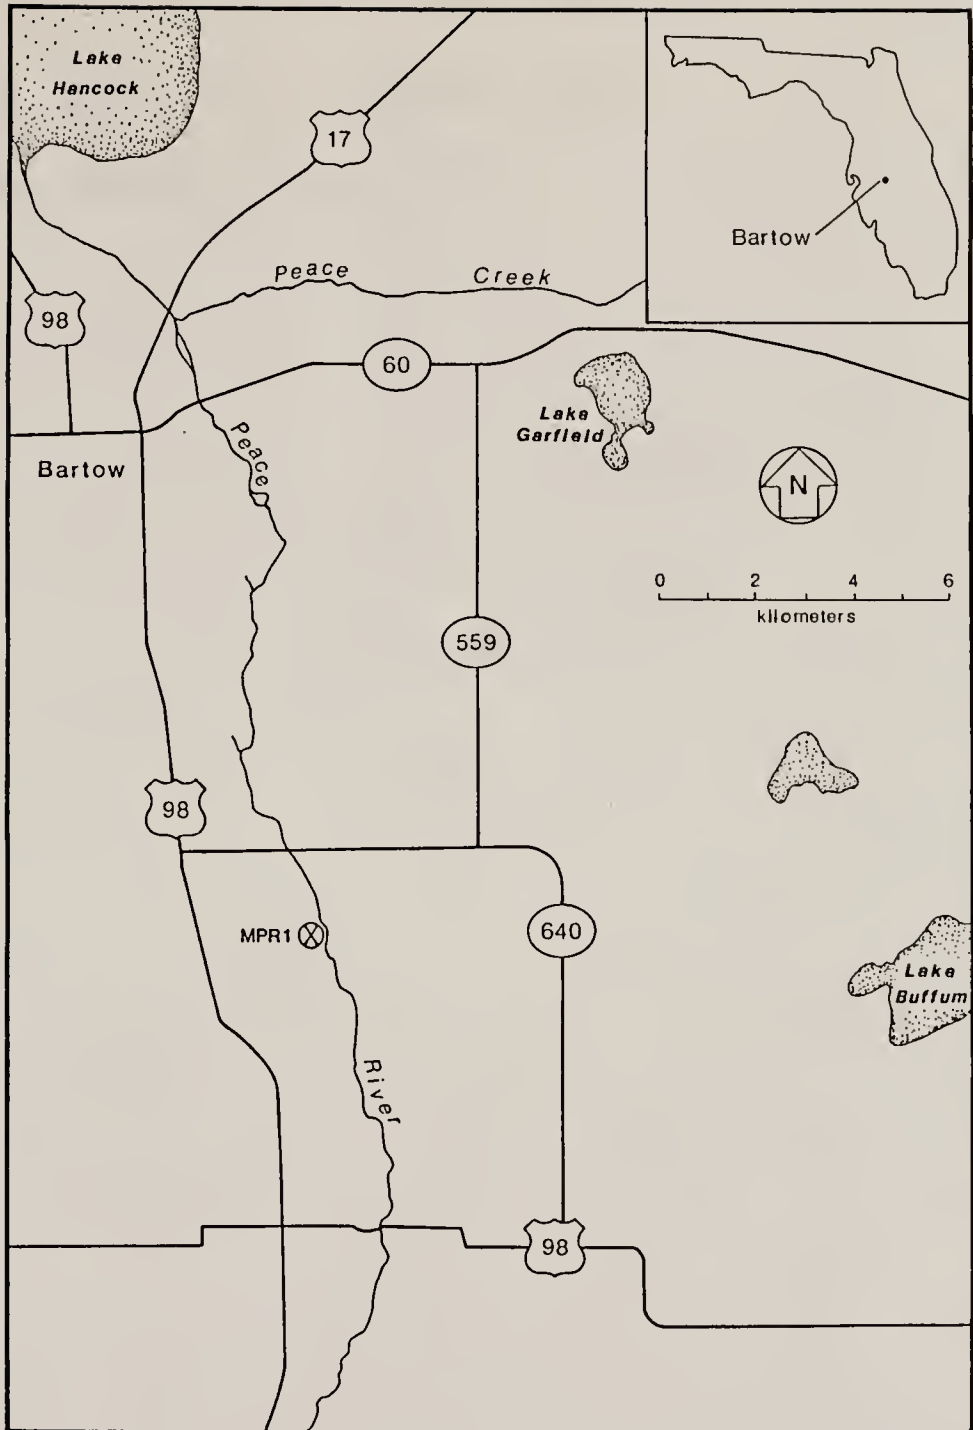 Lake
Hancock
17
Bartow
Peace Creek
98
60
Lake
Garfield
Bartow
Peace
N
0 2 4 6
kilometers
559
98
MPR1
640
Lake
Buffum
River
98